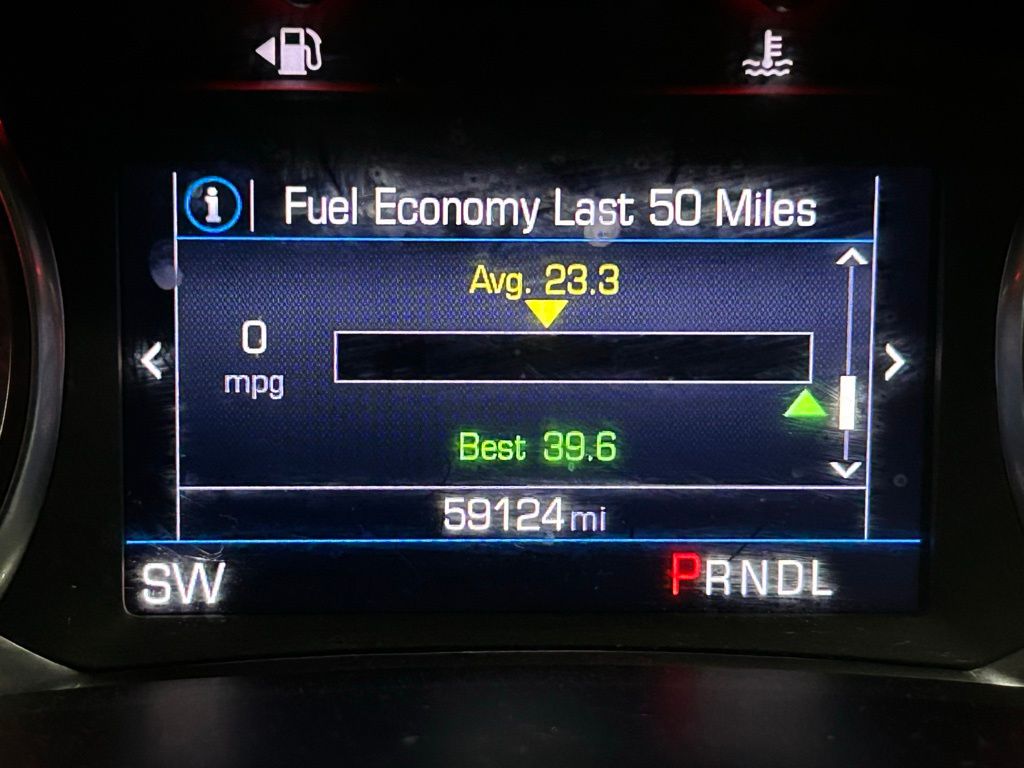 Fuel Economy Last 50 Miles
Avg. 23.3
0
mpg
Best 39.6
59124 mi
SW
PRNDL